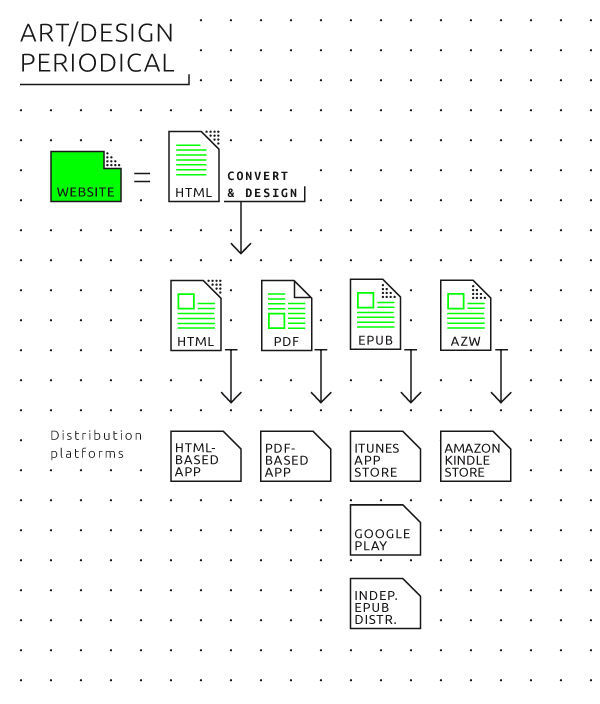 ART/DESIGN
PERIODICAL
WEBSITE
=
HTML
CONVERT
& DESIGN
HTML
PDF
EPUB
AZW
Distribution
platforms
HTML-
BASED
APP
PDF-
BASED
APP
ITUNES
APP
STORE
AMAZON
KINDLE
STORE
GOOGLE
PLAY
INDEP.
EPUB
DISTR.